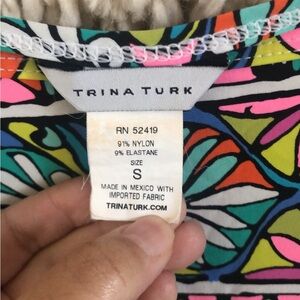 TRINA TURK
RN 52419
91% NYLON
9% ELASTANE
SIZE
S
MADE IN MEXICO WITH
IMPORTED FABRIC
TRINATURK.COM